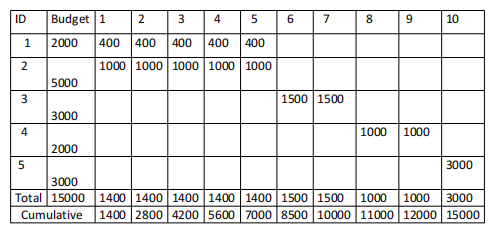 ID Budget 1 2 3 4 5 6 7 8 9 10
1 2000 400 400 400 400 400
2 5000 1000 1000 1000 1000 1000
3 3000 1500 1500
4 2000 1000 1000
5 3000 3000
Total 15000 1400 1400 1400 1400 1400 1500 1500 1000 1000 3000
Cumulative 1400 2800 4200 5600 7000 8500 10000 11000 12000 15000